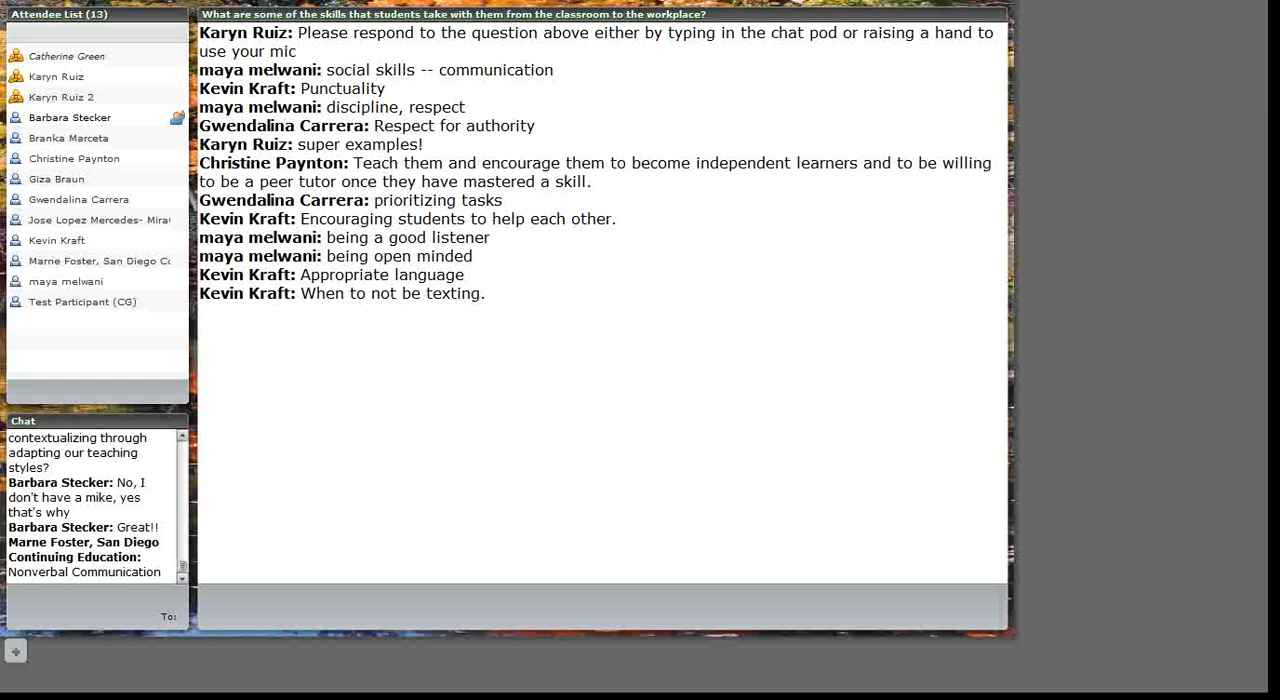 Attendee List (13)
Catherine Green
Karyn Ruiz
Karyn Ruiz 2
Barbara Stecker
Branka Marceta
Christine Paynton
Giza Braun
Gwendalina Carrera
Jose Lopez Mercedes- Mira
Kevin Kraft
Marne Foster, San Diego Cc
maya melwani
Test Participant (CG)
Chat
contextualizing through
adapting our teaching
styles?
Barbara Stecker: No, I
don't have a mike, yes
that's why
Barbara Stecker: Great!!
Marne Foster, San Diego
Continuing Education:
Nonverbal Communication
To:
What are some of the skills that students take with them from the classroom to the workplace?
Karyn Ruiz: Please respond to the question above either by typing in the chat pod or raising a hand to
use your mic
maya melwani: social skills -- communication
Kevin Kraft: Punctuality
maya melwani: discipline, respect
Gwendalina Carrera: Respect for authority
Karyn Ruiz: super examples!
Christine Paynton: Teach them and encourage them to become independent learners and to be willing
to be a peer tutor once they have mastered a skill.
Gwendalina Carrera: prioritizing tasks
Kevin Kraft: Encouraging students to help each other.
maya melwani: being a good listener
maya melwani: being open minded
Kevin Kraft: Appropriate language
Kevin Kraft: When to not be texting.